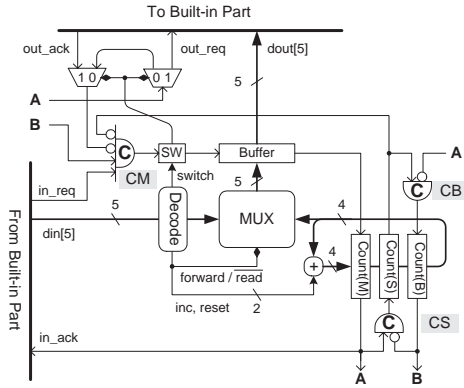 To Built-in Part
out_ack
out_req
dout[5]
1 0
0 1
5
A
B
A
C
CM
SW
Buffer
C
CB
switch
5
in_req
din[5]
5
Decode
MUX
4
From Built-in Part
+
4
Count(M)
Count(S)
Count(B)
forward / read
inc, reset
2
C
CS
in_ack
A
B